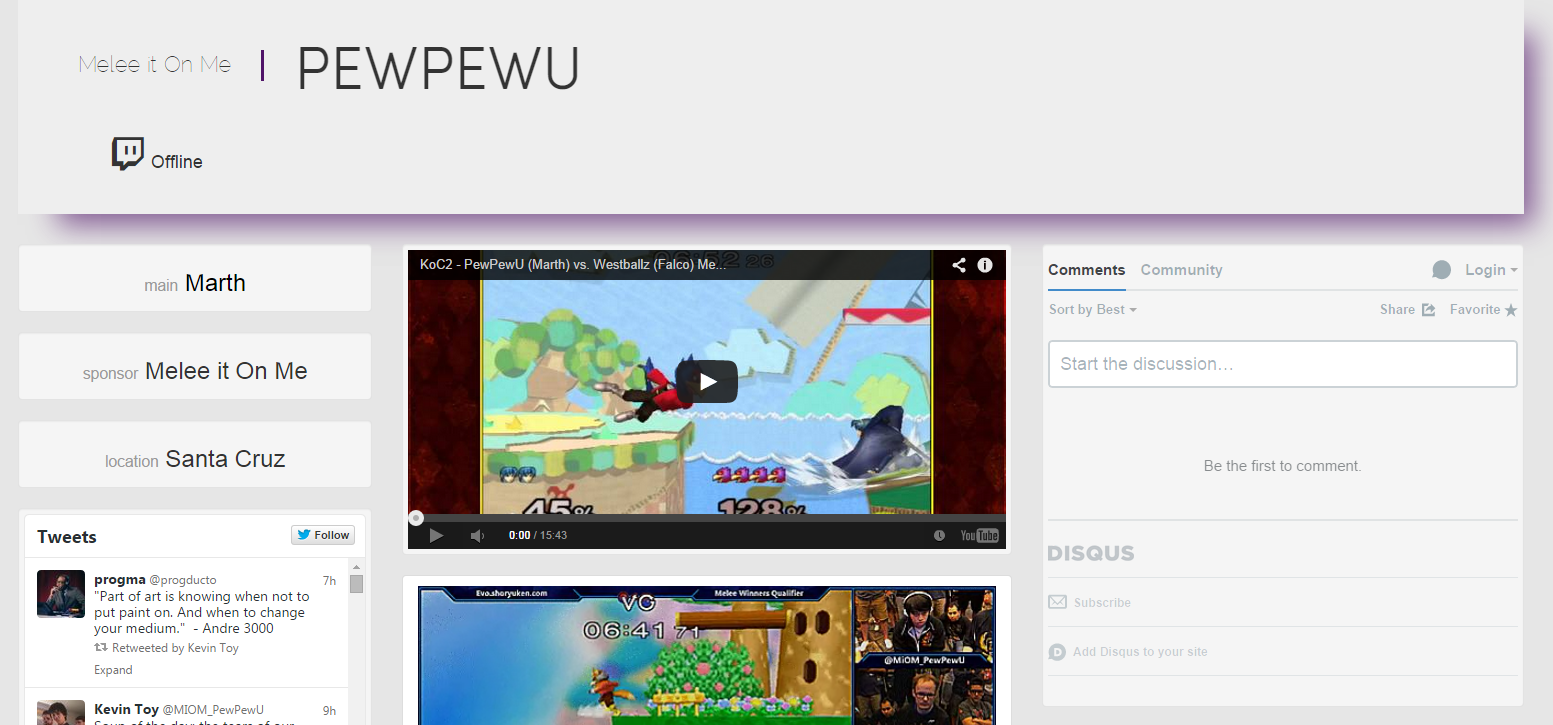 Melee it On Me
PEWPEWU
Offline
main Marth
sponsor Melee it On Me
location Santa Cruz
Tweets
Follow
progma @progducto 7h
"Part of art is knowing when not to
put paint on. And when to change
your medium." - Andre 3000
Retweeted by Kevin Toy
Expand
Kevin Toy @MIOM_PewPewU 9h
KoC2 - PewPewU (Marth) vs. Westballz (Falco) Me...
45%
128%
0:00 / 15:43
YouTube
Evo.shoryuken.com
Melee Winners Qualifier
06:41 71
@MiOM_PewPewU
Comments Community Login
Sort by Best Share Favorite
Start the discussion…
Be the first to comment.
DISQUS
Subscribe
D Add Disqus to your site